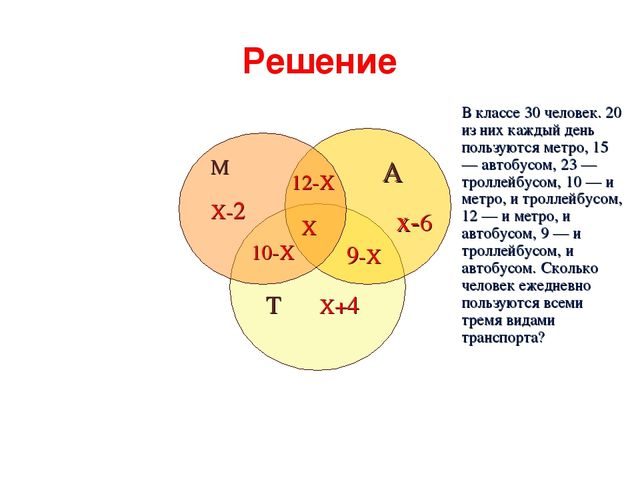 Решение
В классе 30 человек. 20
из них каждый день
пользуются метро, 15
— автобусом, 23 —
троллейбусом, 10 — и
метро, и троллейбусом,
12 — и метро, и
автобусом, 9 — и
троллейбусом, и
автобусом. Сколько
человек ежедневно
пользуются всеми
тремя видами
транспорта?
М
А
12-Х
Х-2
х-6
Х
10-Х
9-Х
Т
Х+4